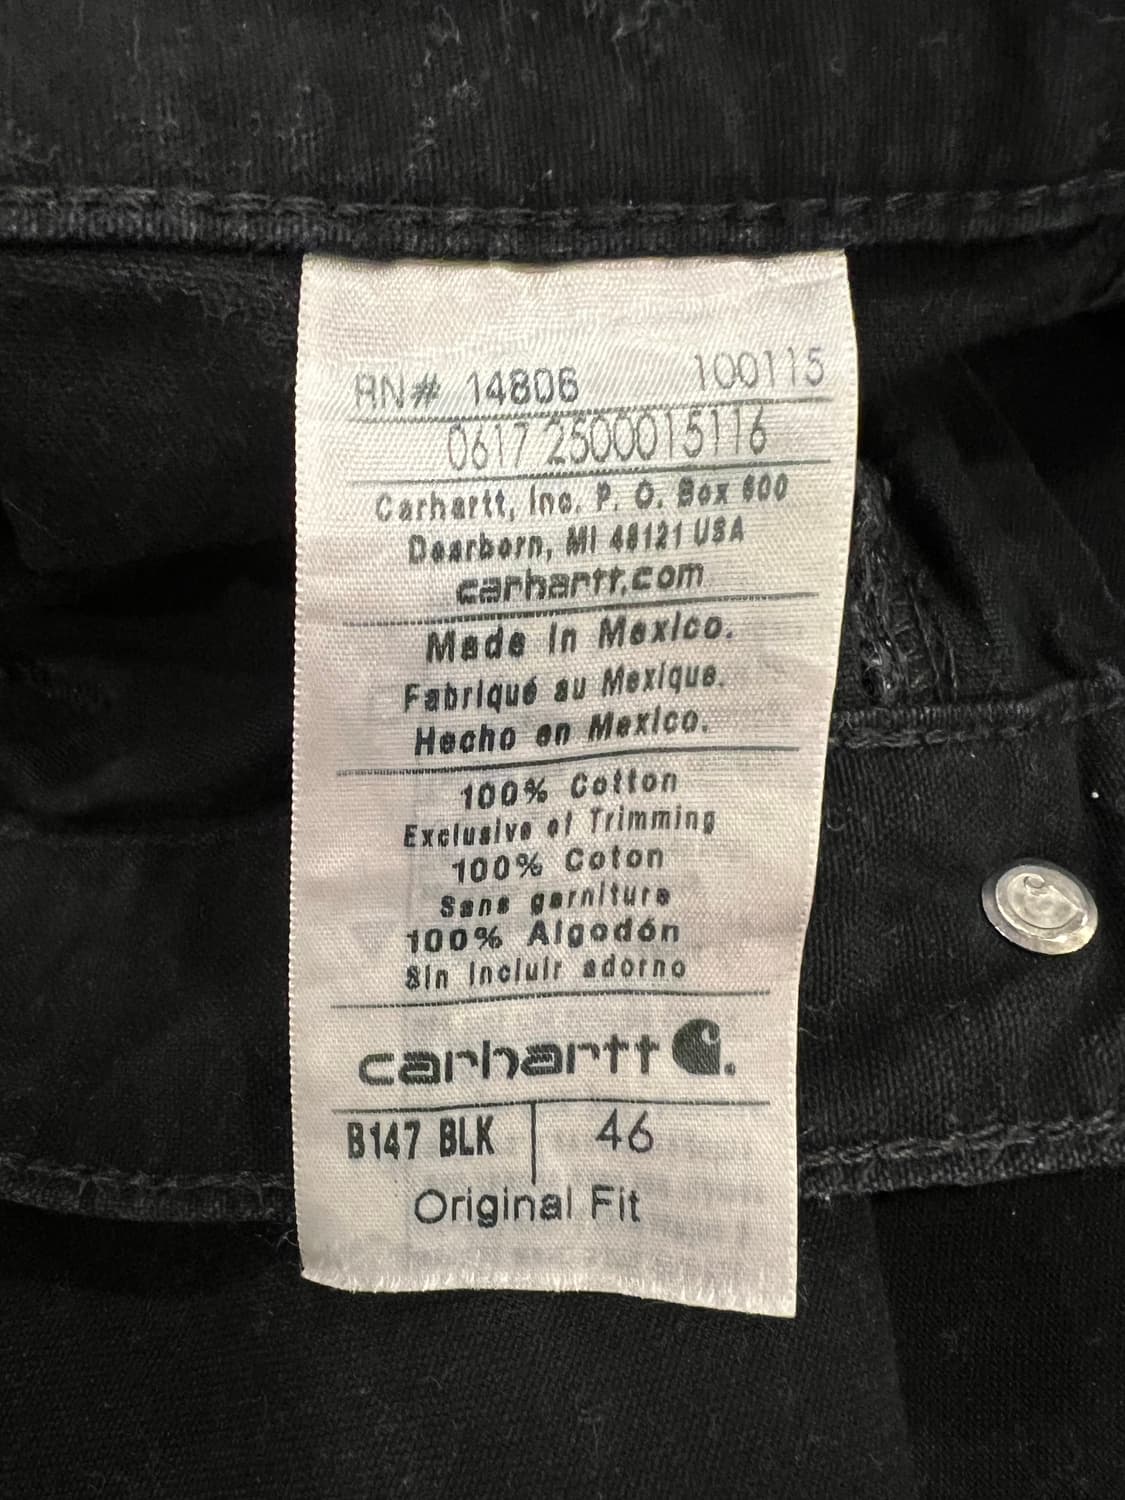 RN# 14806 100115
0617 2500015116
Carhartt, Inc. P. O. Box 600
Dearborn, MI 48121 USA
carhartt.com
Made in Mexico.
Fabriqué au Mexique.
Hecho en Mexico.
100% Cotton
Exclusive of Trimming
100% Coton
Sans garniture
100% Algodón
Sin incluir adorno
carhartt
B147 BLK 46
Original Fit